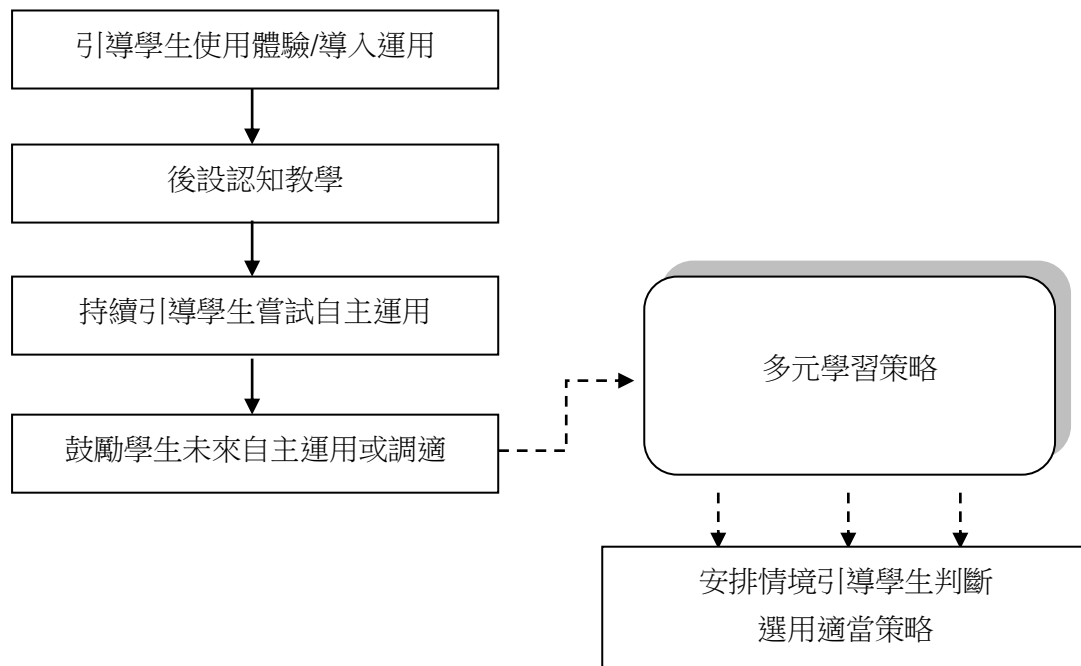 引導學生使用體驗/導入運用
後設認知教學
持續引導學生嘗試自主運用
鼓勵學生未來自主運用或調適
多元學習策略
安排情境引導學生判斷
選用適當策略